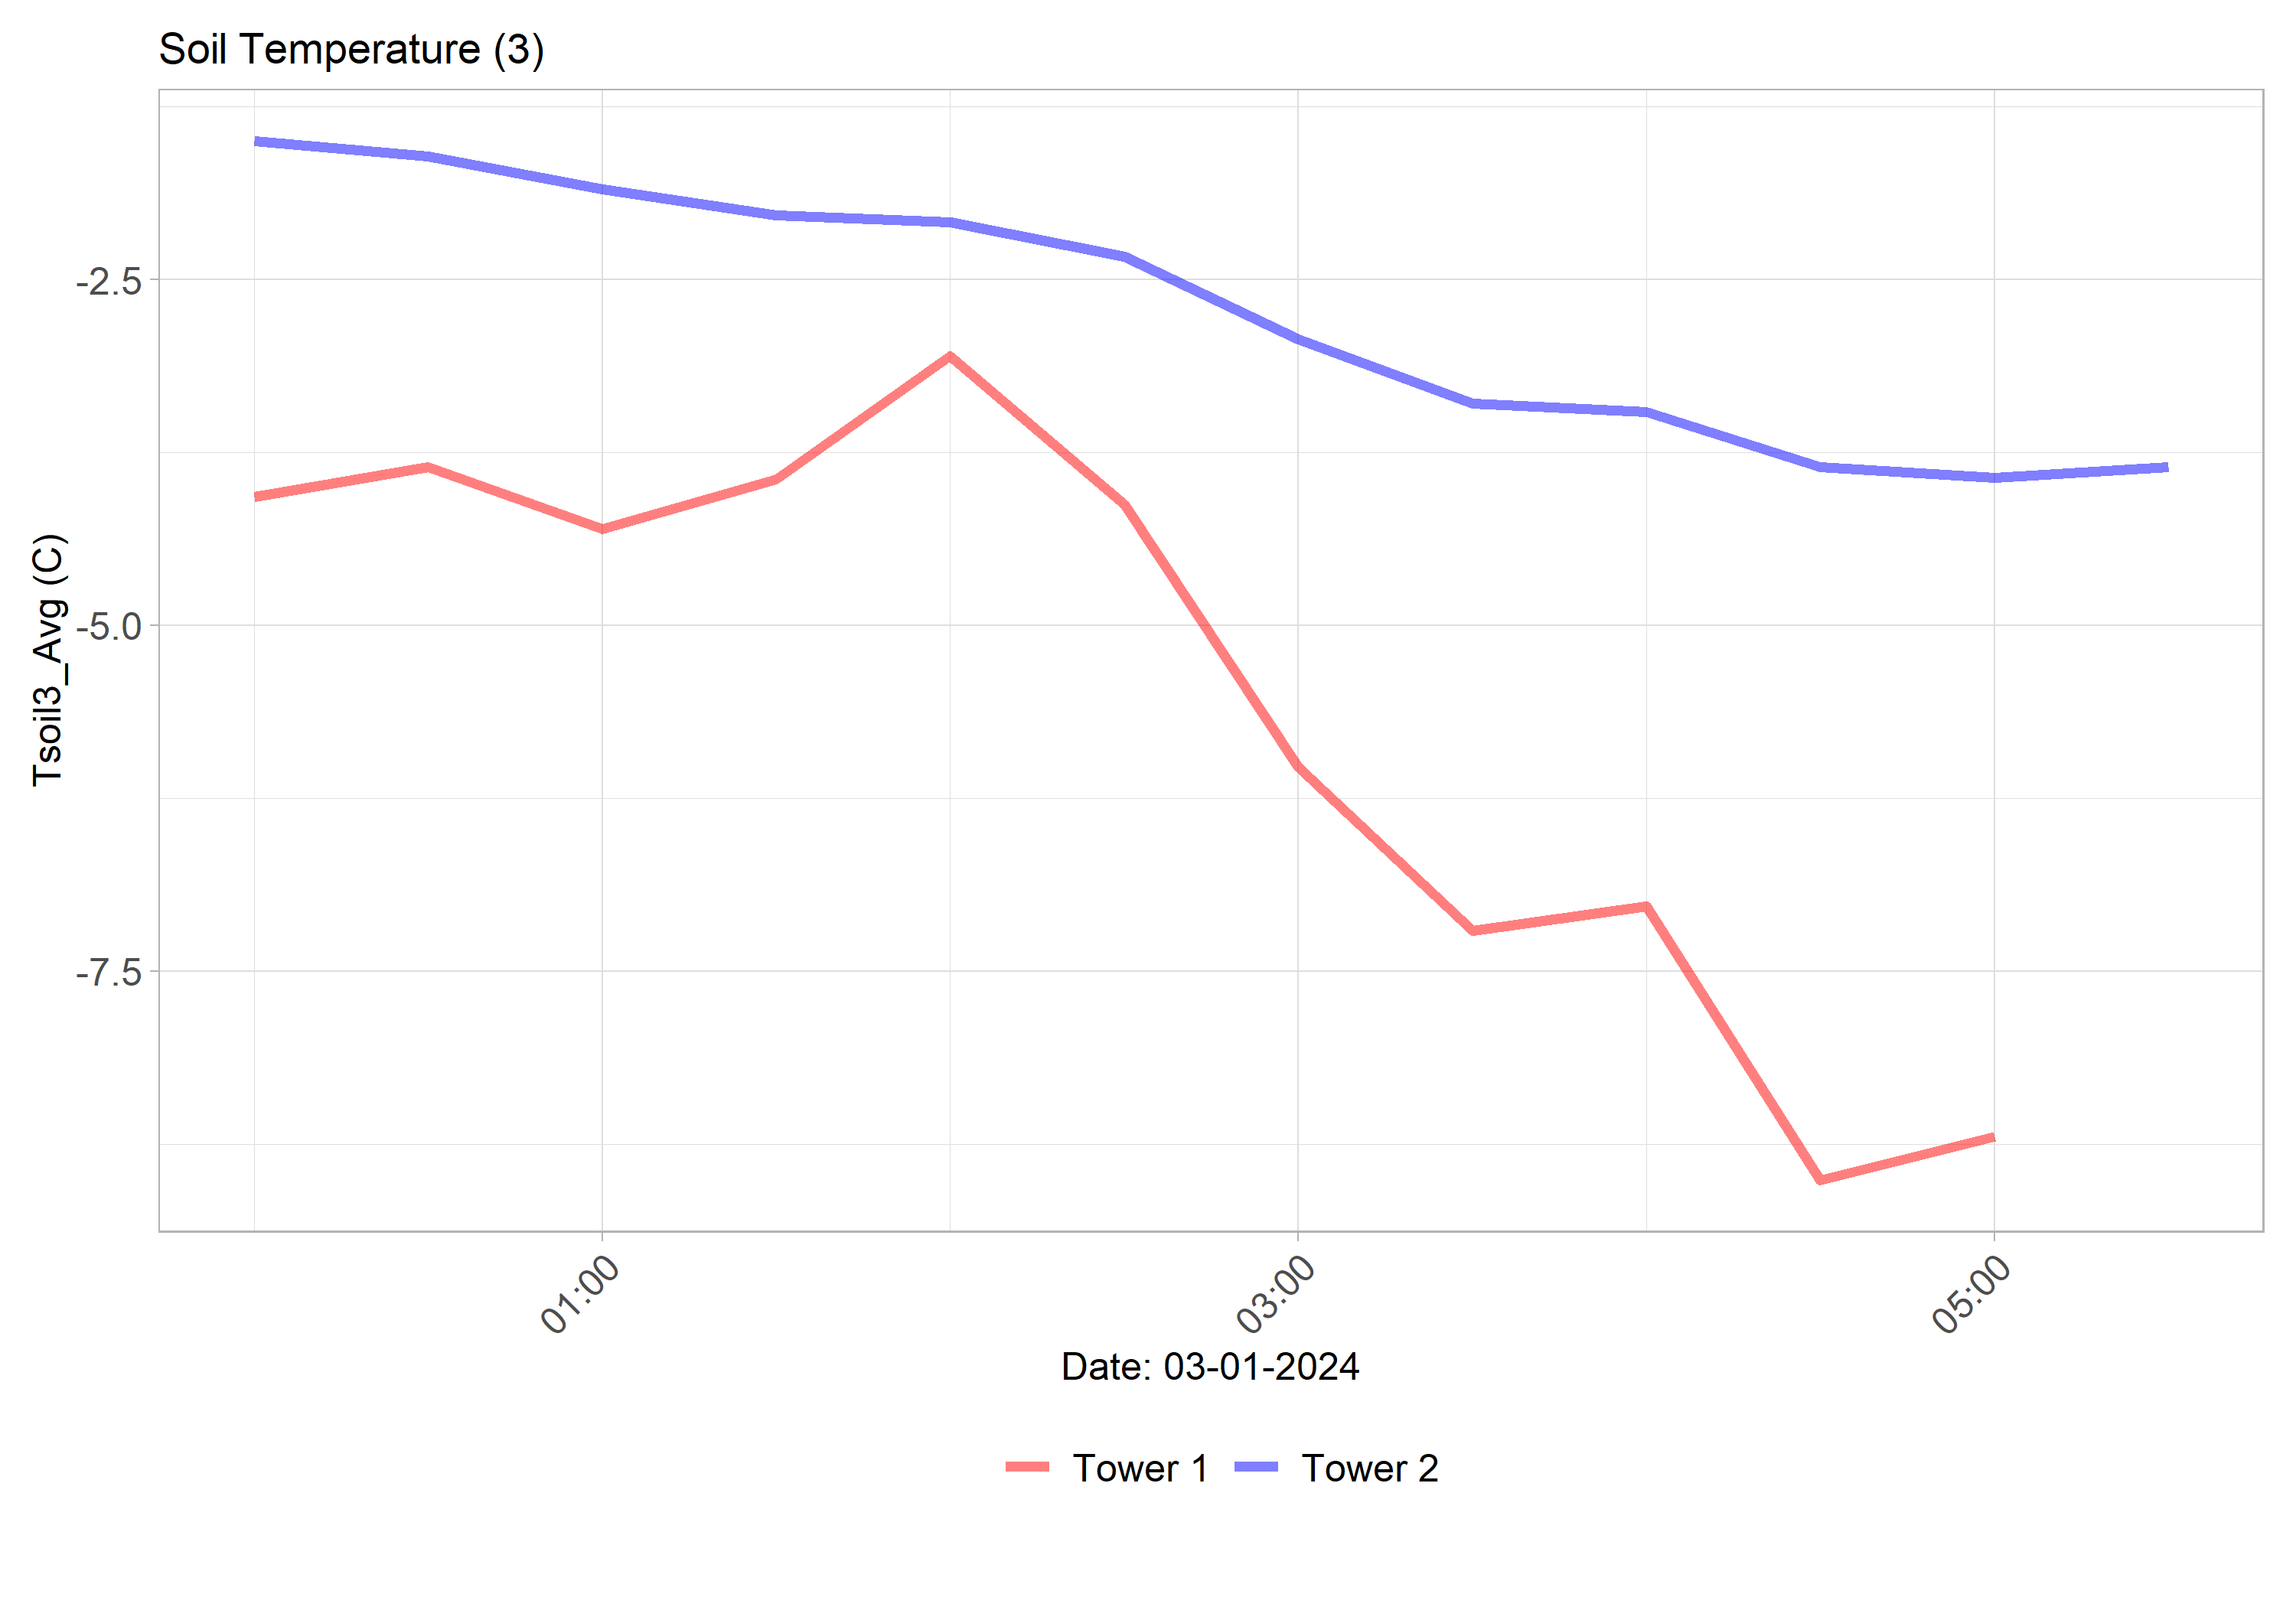 Soil Temperature (3)
Tsoil3_Avg (C)
-2.5
-5.0
-7.5
01:00
03:00
05:00
Date: 03-01-2024
Tower 1
Tower 2